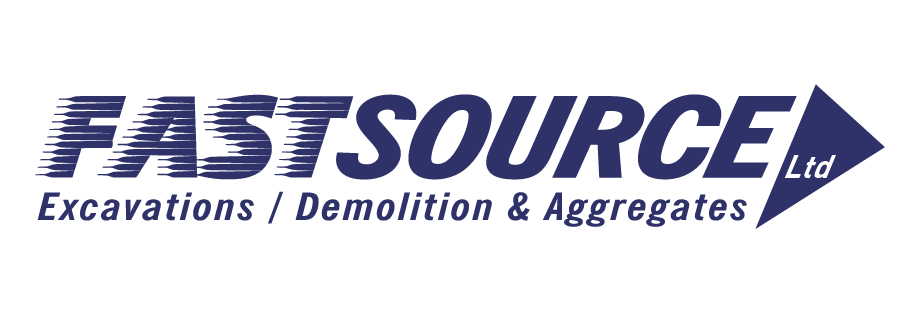 FASTSOURCE
Ltd
Excavations / Demolition & Aggregates